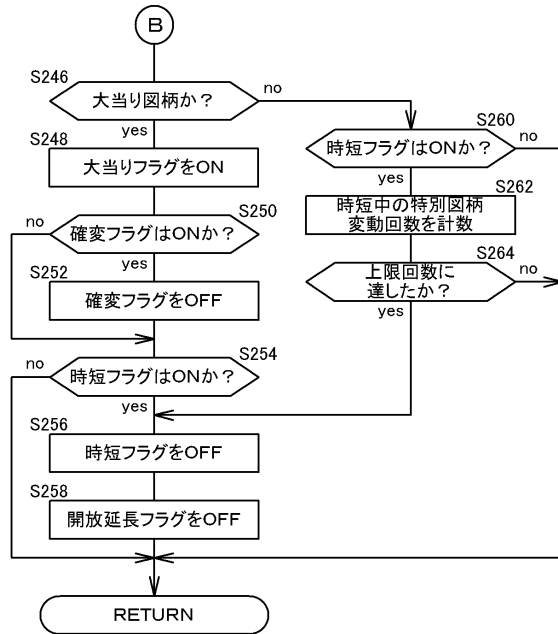 B
S246
大当り図柄か？
no
yes
S248
大当りフラグをON
S250
no
確変フラグはONか？
yes
S252
確変フラグをOFF
S254
no
時短フラグはONか？
yes
S256
時短フラグをOFF
S258
開放延長フラグをOFF
RETURN
S260
時短フラグはONか？
no
yes
S262
時短中の特別図柄
変動回数を計数
S264
上限回数に
達したか？
no
yes